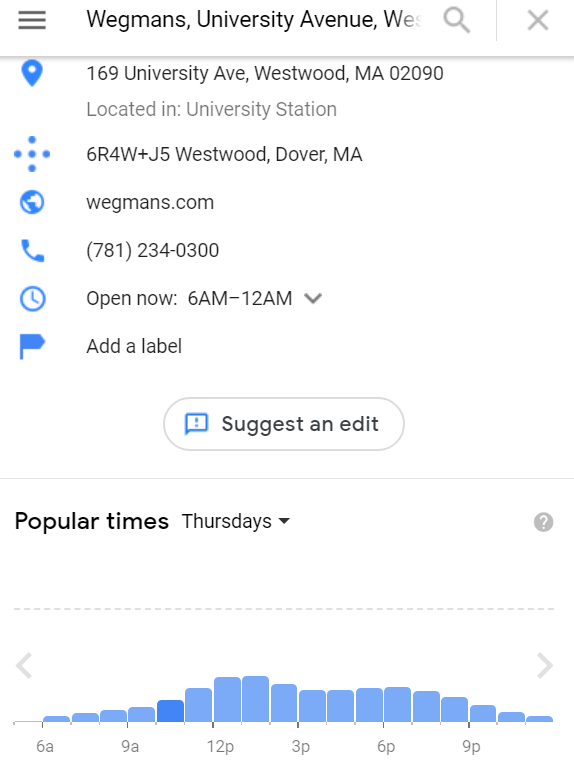 Wegmans, University Avenue, Wes
169 University Ave, Westwood, MA 02090
Located in: University Station
6R4W+J5 Westwood, Dover, MA
wegmans.com
(781) 234-0300
Open now: 6AM–12AM
Add a label
Suggest an edit
Popular times Thursdays
6a 9a 12p 3p 6p 9p